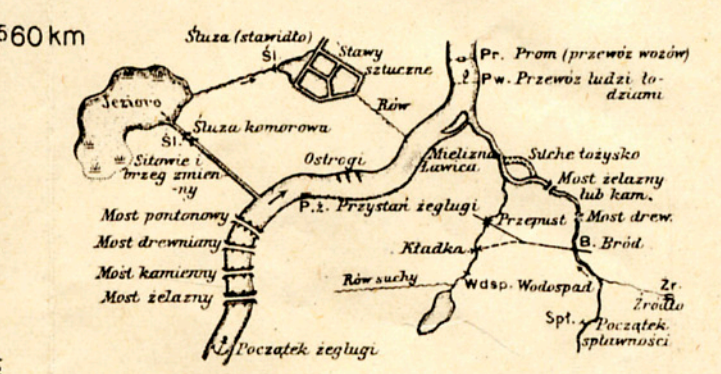 560 km
Śluza (stawidło)
Śl.
Stawy
sztuczne
Pr. Prom (przewóz wozów)
Pw. Przewóz ludzi ło-
dziami
Jezioro
Rów
Śl.
Śluza komorowa
Sitowie i
brzeg zmien-
ny
Ostrogi
Mielizna
Ławica
Suche łożysko
Most żelazny
lub kam.
Most pontonowy
P.ż. Przystań żeglugi
Przepust
Most drew.
Most drewniany
Kładka
B. Bród
Most kamienny
Rów suchy
Wdsp. Wodospad
Źr.
Źródło
Most żelazny
Spł.
Początek
spławności
Początek żeglugi